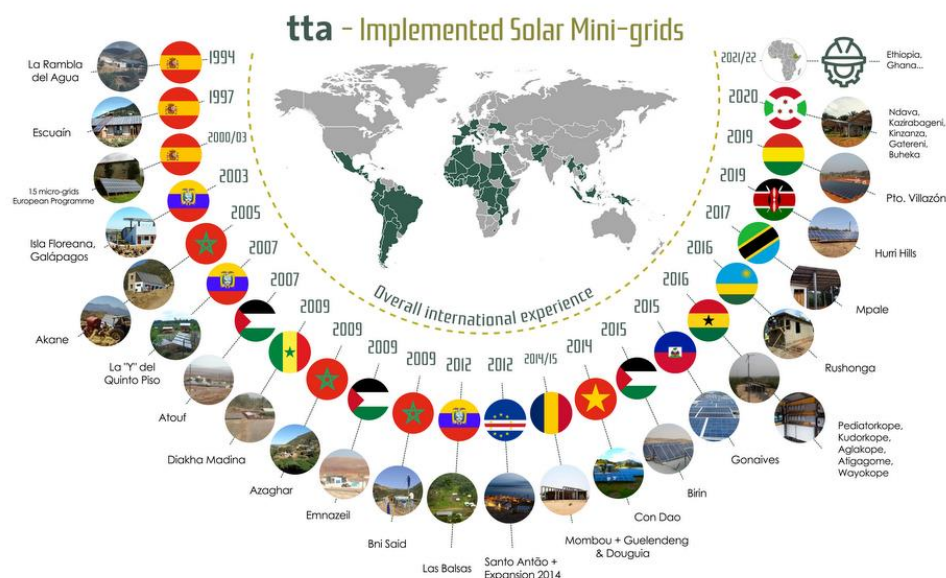 tta - Implemented Solar Mini-grids
La Rambla
del Agua
1994
Escuaín
1997
15 micro-grids
European Programme
2000/03
Isla Floreana,
Galápagos
2003
Akane
2005
La "Y" del
Quinto Piso
2007
Atouf
2007
Diakha Madina
2009
Azaghar
2009
Emnazeil
2009
Bni Said
2009
Las Balsas
2012
Santo Antão +
Expansion 2014
2012
Mombou + Guelendeng
& Douguia
2014/15
Con Dao
2014
Birin
2015
Gonaives
2015
Pediatorkope,
Kudorkope,
Aglakope,
Atigagome,
Wayokope
2016
Rushonga
2016
Mpale
2017
Hurri Hills
2019
Pto. Villazón
2019
Ndava,
Kazirabageni,
Kinzanza,
Gatereni,
Buheka
2020
Ethiopia,
Ghana...
2021/22
Overall international experience